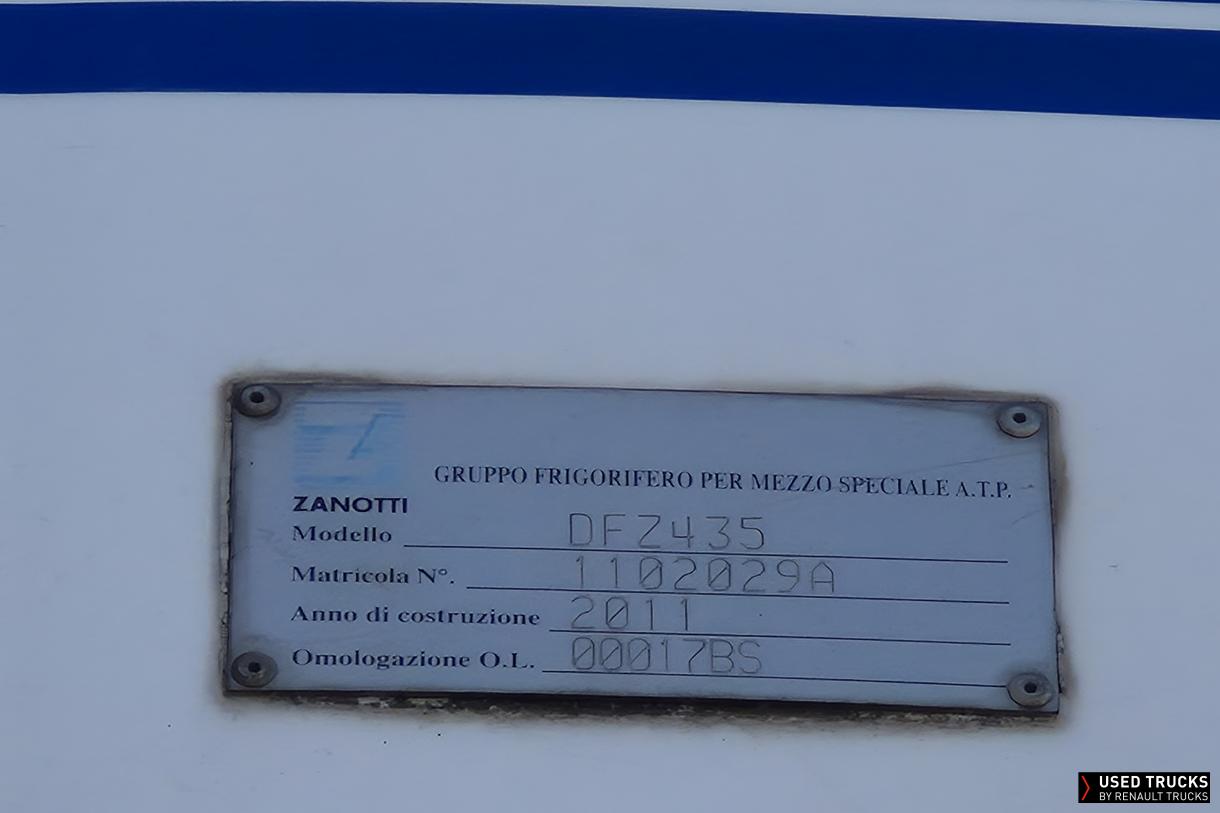 GRUPPO FRIGORIFERO PER MEZZO SPECIALE A.T.P.
ZANOTTI
Modello DFZ435
Matricola N°. 1102029A
Anno di costruzione 2011
Omologazione O.L. 00017BS
USED TRUCKS
BY RENAULT TRUCKS